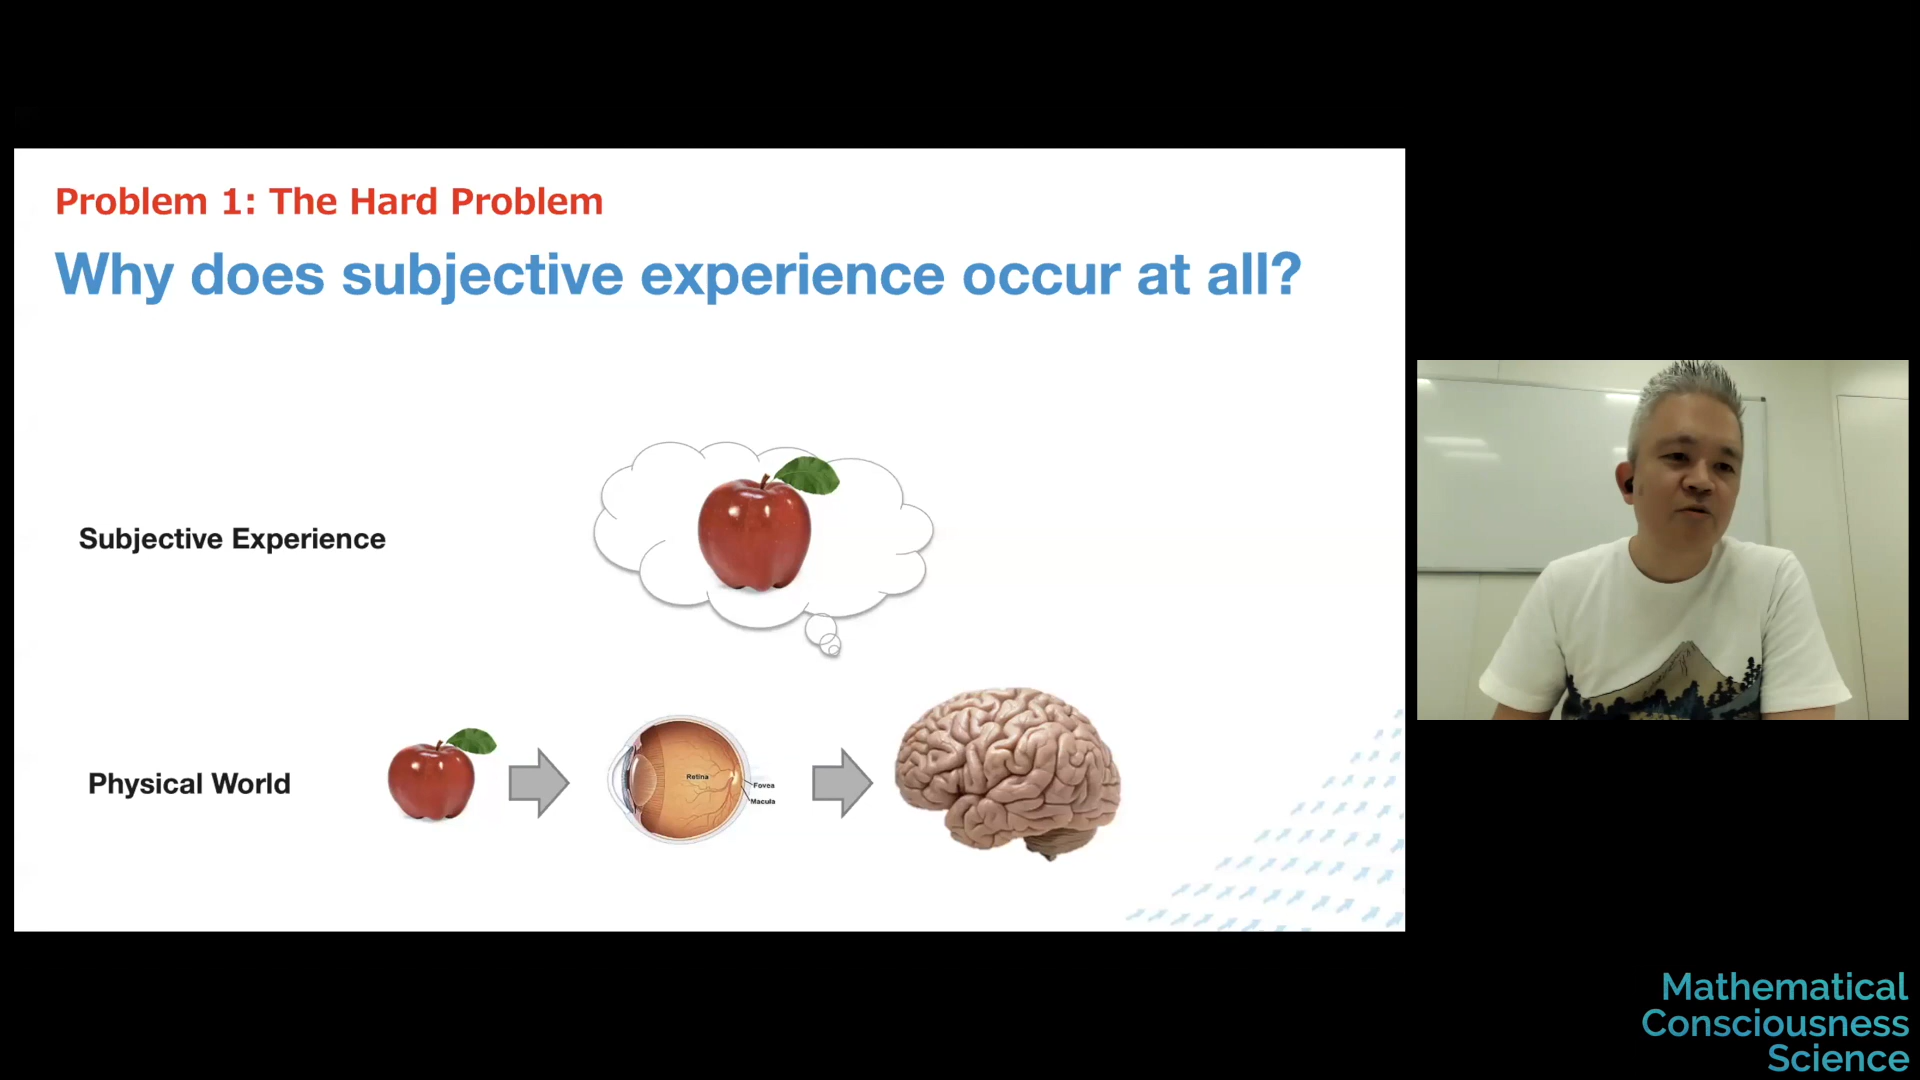 Problem 1: The Hard Problem
Why does subjective experience occur at all?
Subjective Experience
Physical World
Retina
Fovea
Macula
Mathematical
Consciousness
Science